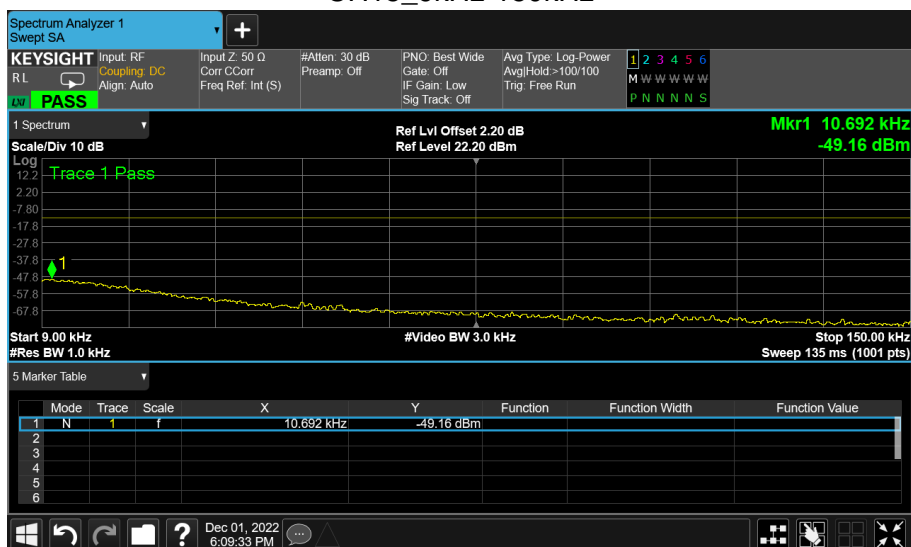 Spectrum Analyzer 1
Swept SA
+
KEYSIGHT
RL
LXI PASS
Input: RF
Coupling: DC
Align: Auto
Input Z: 50 Ω
Corr CCorr
Freq Ref: Int (S)
#Atten: 30 dB
Preamp: Off
PNO: Best Wide
Gate: Off
IF Gain: Low
Sig Track: Off
Avg Type: Log-Power
Avg|Hold:>100/100
Trig: Free Run
1 2 3 4 5 6
M W W W W W
P N N N N S
1 Spectrum
Scale/Div 10 dB
Ref Lvl Offset 2.20 dB
Ref Level 22.20 dBm
Mkr1 10.692 kHz
-49.16 dBm
Log
Trace 1 Pass
12.2
2.20
-7.80
-17.8
-27.8
-37.8
1
-47.8
-57.8
-67.8
Start 9.00 kHz
#Video BW 3.0 kHz
Stop 150.00 kHz
#Res BW 1.0 kHz
Sweep 135 ms (1001 pts)
5 Marker Table
Mode Trace Scale X Y Function Function Width Function Value
1 N 1 f 10.692 kHz -49.16 dBm
2
3
4
5
6
?
Dec 01, 2022
6:09:33 PM